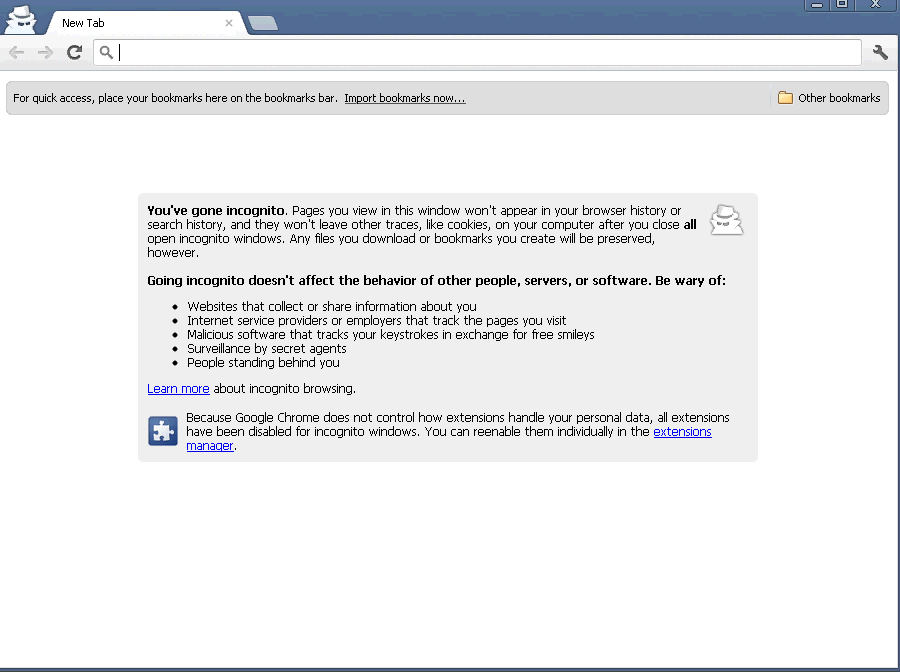 New Tab
For quick access, place your bookmarks here on the bookmarks bar. Import bookmarks now...
Other bookmarks
You've gone incognito. Pages you view in this window won't appear in your browser history or
search history, and they won't leave other traces, like cookies, on your computer after you close all
open incognito windows. Any files you download or bookmarks you create will be preserved,
however.
Going incognito doesn't affect the behavior of other people, servers, or software. Be wary of:
• Websites that collect or share information about you
• Internet service providers or employers that track the pages you visit
• Malicious software that tracks your keystrokes in exchange for free smileys
• Surveillance by secret agents
• People standing behind you
Learn more about incognito browsing.
Because Google Chrome does not control how extensions handle your personal data, all extensions
have been disabled for incognito windows. You can reenable them individually in the extensions
manager.